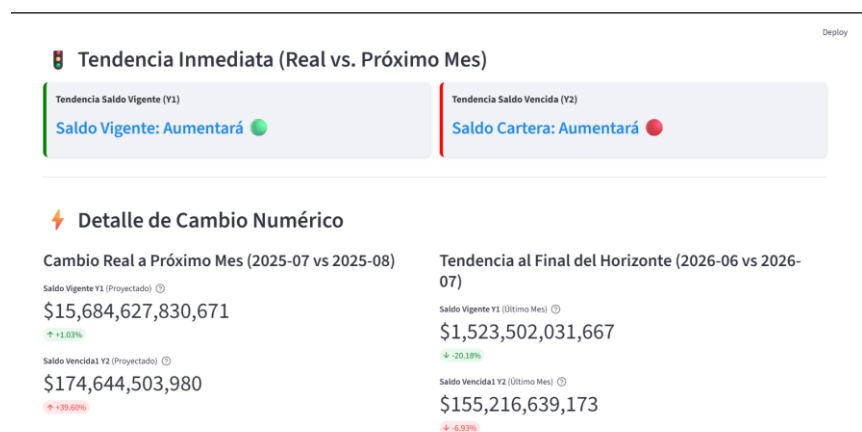 Deploy
Tendencia Inmediata (Real vs. Próximo Mes)
Tendencia Saldo Vigente (Y1)
Saldo Vigente: Aumentará
Tendencia Saldo Vencida (Y2)
Saldo Cartera: Aumentará
Detalle de Cambio Numérico
Cambio Real a Próximo Mes (2025-07 vs 2025-08)
Saldo Vigente Y1 (Proyectado)
$15,684,627,830,671
↑ +1.03%
Saldo Vencida1 Y2 (Proyectado)
$174,644,503,980
↑ +39.60%
Tendencia al Final del Horizonte (2026-06 vs 2026-
07)
Saldo Vigente Y1 (Último Mes)
$1,523,502,031,667
↓ -20.18%
Saldo Vencida1 Y2 (Último Mes)
$155,216,639,173
↓ -6.93%